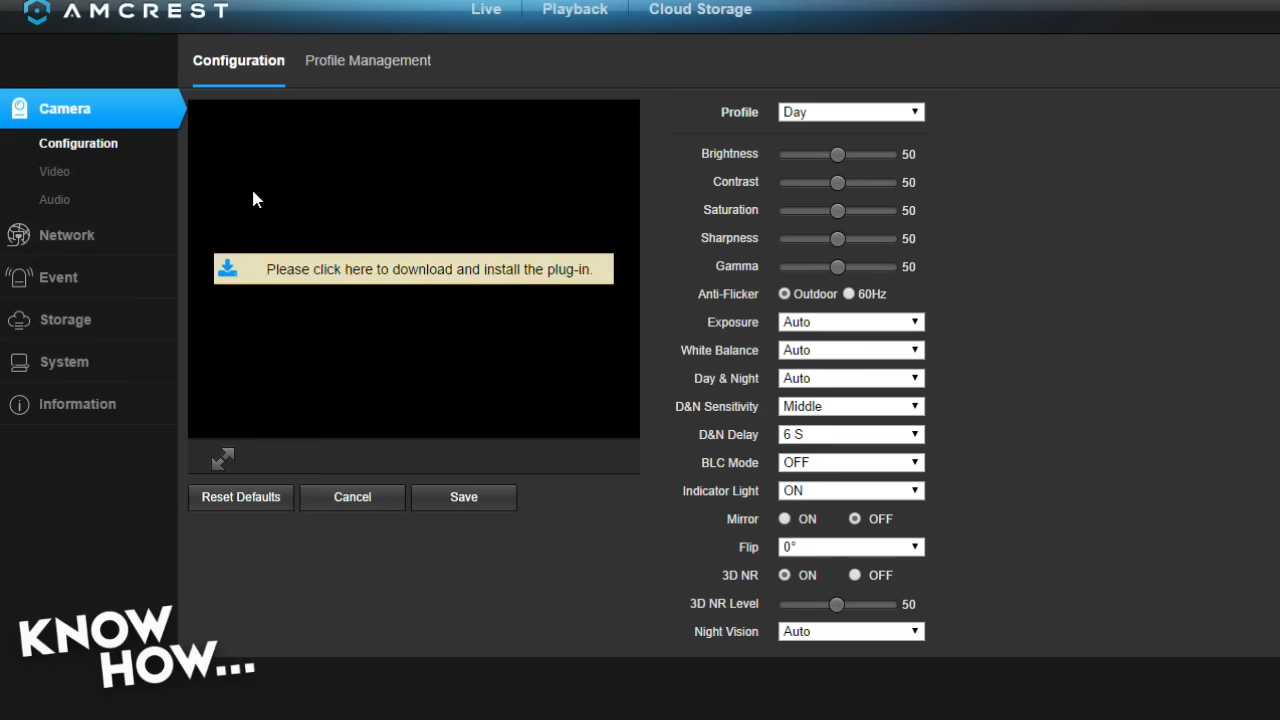 AMCREST
Live Playback Cloud Storage
Configuration Profile Management
Camera
Configuration
Video
Audio
Network
Event
Storage
System
Information
Please click here to download and install the plug-in.
Reset Defaults Cancel Save
Profile Day
Brightness 50
Contrast 50
Saturation 50
Sharpness 50
Gamma 50
Anti-Flicker Outdoor 60Hz
Exposure Auto
White Balance Auto
Day & Night Auto
D&N Sensitivity Middle
D&N Delay 6 S
BLC Mode OFF
Indicator Light ON
Mirror ON OFF
Flip 0°
3D NR ON OFF
3D NR Level 50
Night Vision Auto
KNOW
HOW...